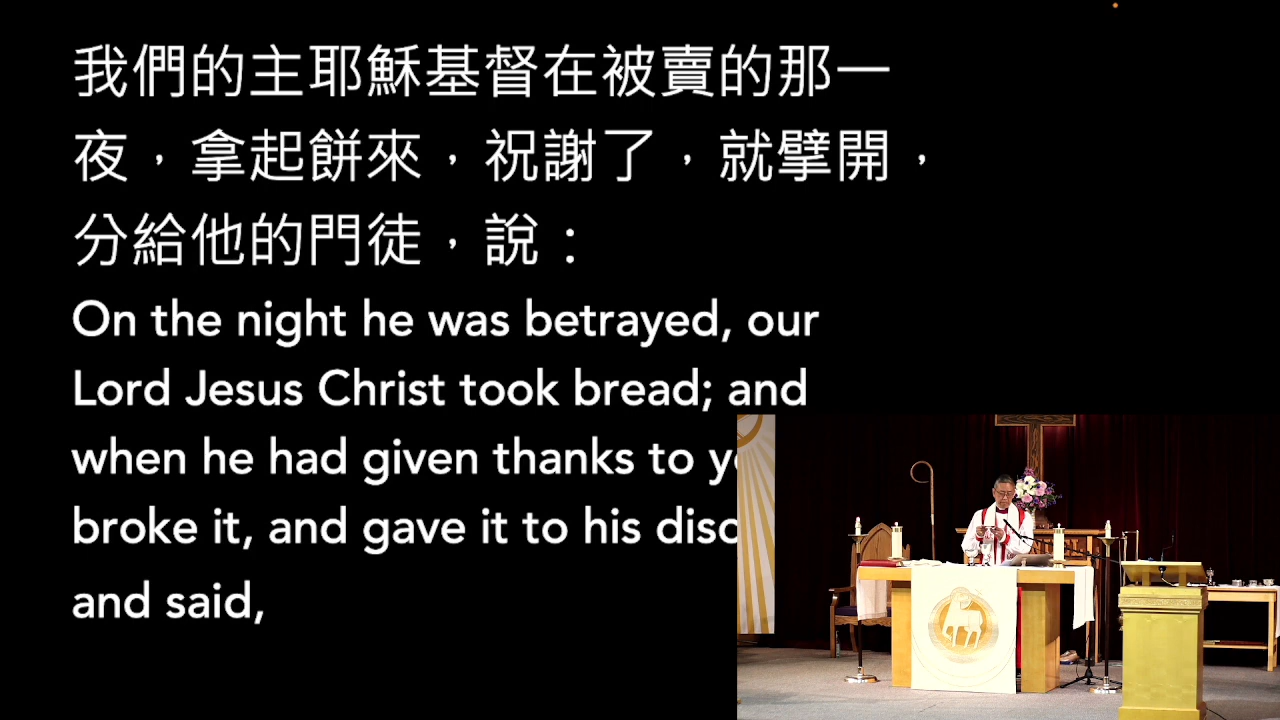 我們的主耶穌基督在被賣的那一
夜，拿起餅來，祝謝了，就擘開，
分給他的門徒，說：
On the night he was betrayed, our
Lord Jesus Christ took bread; and
when he had given thanks to
broke it, and gave it to his
and said,